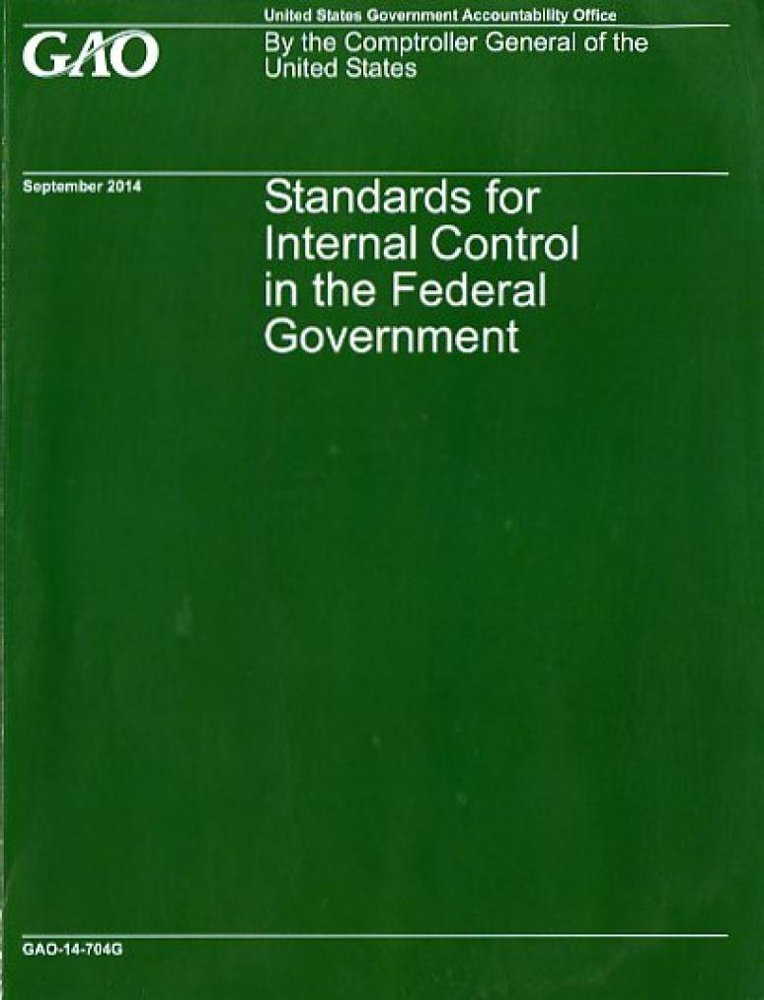 United States Government Accountability Office
GAO
By the Comptroller General of the
United States
September 2014
Standards for
Internal Control
in the Federal
Government
GAO-14-704G